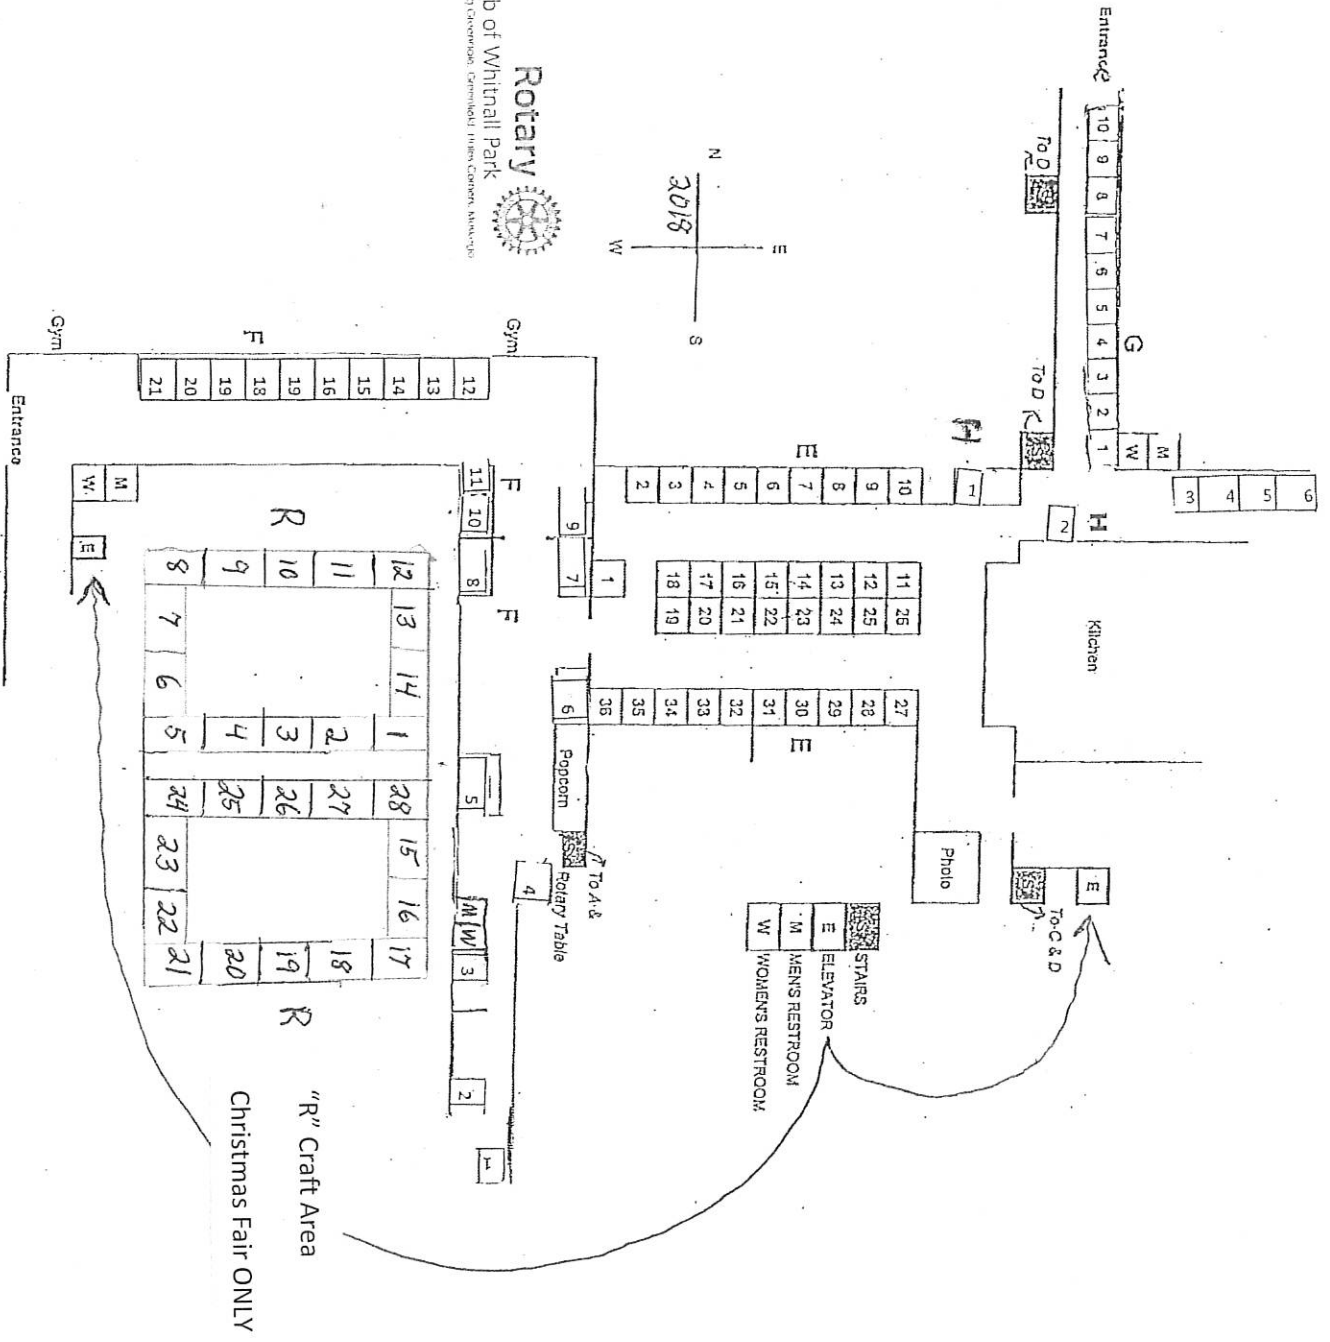 Entrance
10 9 8 7 6 5 4 3 2 1
G
W M
3 4 5 6
H
2
To D
To D
H
1
Kitchen
E
2 3 4 5 6 7 8 9 10
1
18 17 16 15 14 13 12 11
19 20 21 22 23 24 25 26
36 35 34 33 32 31 30 29 28 27
E
Photo
E
To C & D
N
E
S
W
2018
Rotary
b of Whitnall Park
Gym
Gym
F
21 20 19 18 19 16 15 14 13 12
Entrance
F
11 10 8
9 7
F
6
Popcorn
To A &
Rotary Table
5
4
M W 3
2
1
W M
E
R
8 9 10 11 12
7 13
6 14
5 4 3 2 1
24 25 26 27 28
23 15
22 16
21 20 19 18 17
R
STAIRS
E ELEVATOR
M MEN'S RESTROOM
W WOMEN'S RESTROOM
"R" Craft Area
Christmas Fair ONLY